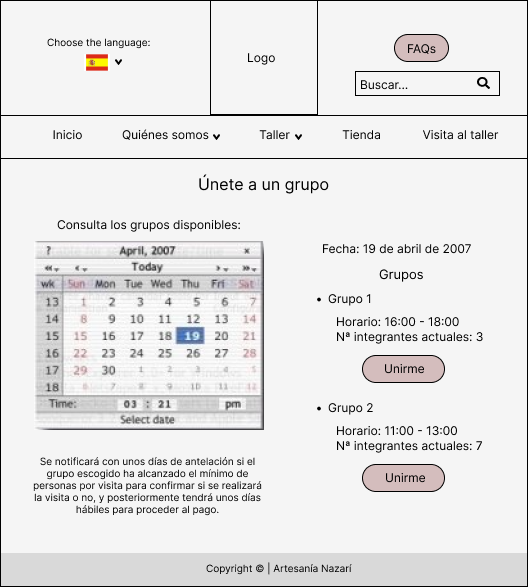 Choose the language:
Logo
FAQs
Buscar...
Inicio
Quiénes somos
Taller
Tienda
Visita al taller
Únete a un grupo
Consulta los grupos disponibles:
? April, 2007 ×
« ‹ Today › »
wk Sun Mon Tue Wed Thu Fri Sat
13 1 2 3 4 5 6 7
14 8 9 10 11 12 13 14
15 15 16 17 18 19 20 21
16 22 23 24 25 26 27 28
17 29 30 1 2 3 4 5
18 6 7 8 9 10 11 12
Time: 03 : 21 pm
Select date
Se notificará con unos días de antelación si el
grupo escogido ha alcanzado el mínimo de
personas por visita para confirmar si se realizará
la visita o no, y posteriormente tendrá unos días
hábiles para proceder al pago.
Fecha: 19 de abril de 2007
Grupos
• Grupo 1
Horario: 16:00 - 18:00
Nª integrantes actuales: 3
Unirme
• Grupo 2
Horario: 11:00 - 13:00
Nª integrantes actuales: 7
Unirme
Copyright © | Artesanía Nazarí